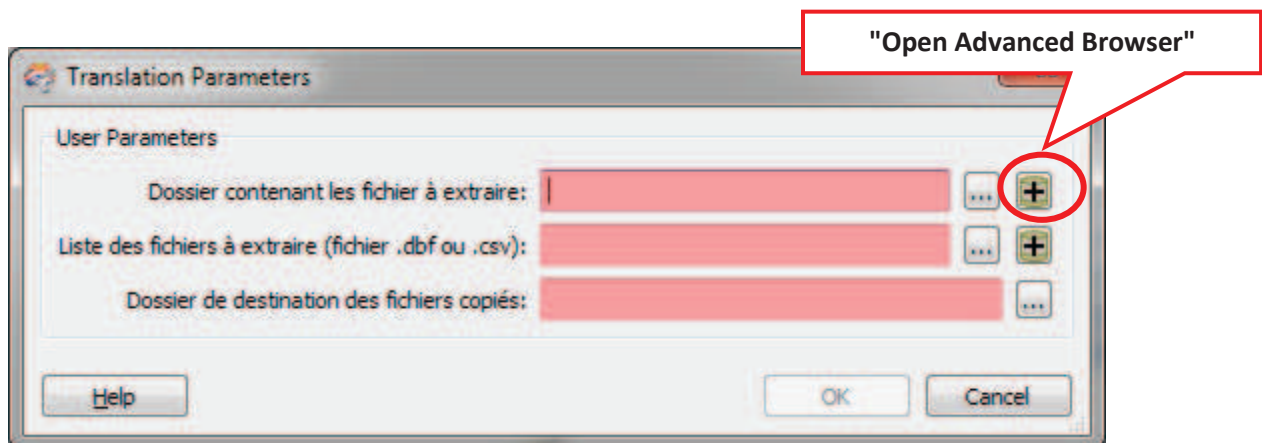 "Open Advanced Browser"
Translation Parameters
User Parameters
Dossier contenant les fichier à extraire:
...
Liste des fichiers à extraire (fichier .dbf ou .csv):
...
Dossier de destination des fichiers copiés:
...
Help
OK
Cancel